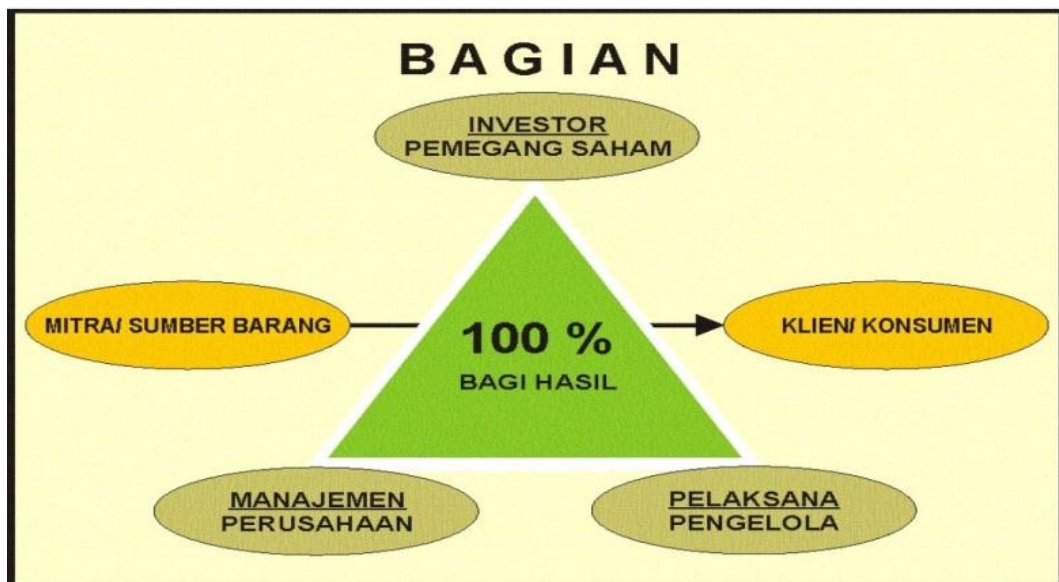 BAGIAN
INVESTOR
PEMEGANG SAHAM
MITRA/ SUMBER BARANG
100 %
BAGI HASIL
KLIEN/ KONSUMEN
MANAJEMEN
PERUSAHAAN
PELAKSANA
PENGELOLA